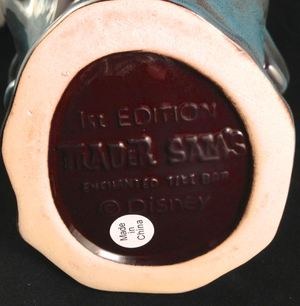 1st EDITION
TRADER SAM'S
ENCHANTED TIKI BAR
© Disney
Made
in
China